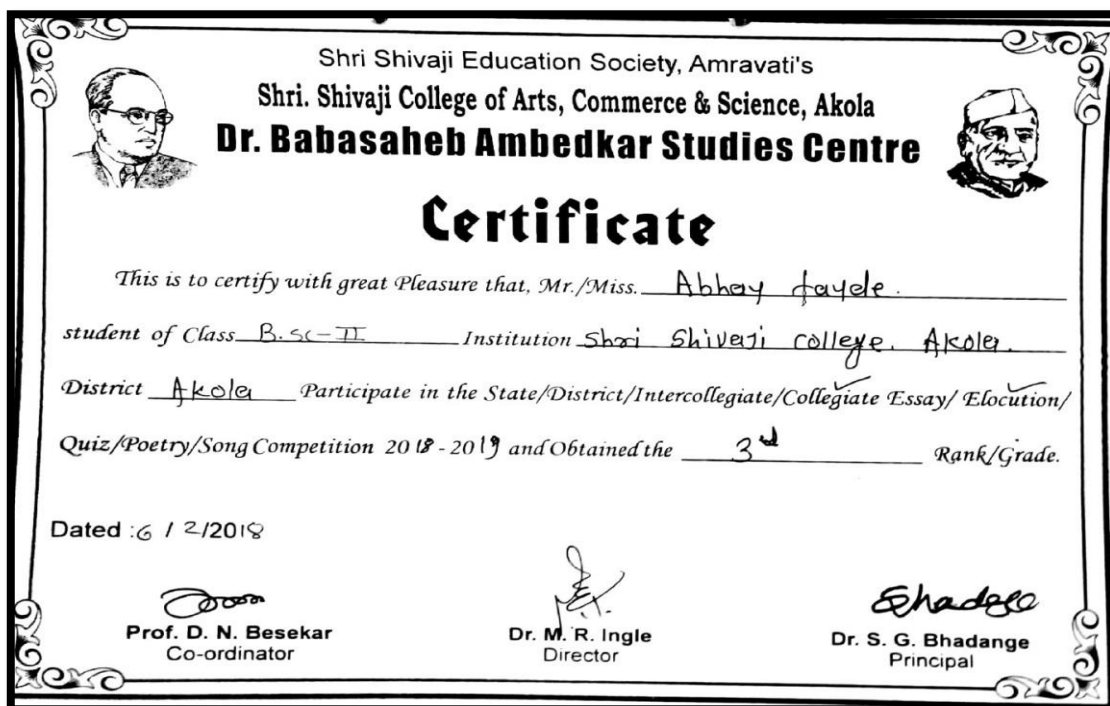 Shri Shivaji Education Society, Amravati's
Shri. Shivaji College of Arts, Commerce & Science, Akola
Dr. Babasaheb Ambedkar Studies Centre
Certificate
This is to certify with great Pleasure that, Mr./Miss. Abhay tayde.
student of Class B.sc-II Institution Shri Shivaji college. Akola.
District Akola Participate in the State/District/Intercollegiate/Collegiate Essay/ Elocution/
Quiz/Poetry/Song Competition 2018-2019 and Obtained the 3rd Rank/Grade.
Dated : 6 / 2/2018
Prof. D. N. Besekar Dr. M. R. Ingle Dr. S. G. Bhadange
Co-ordinator Director Principal